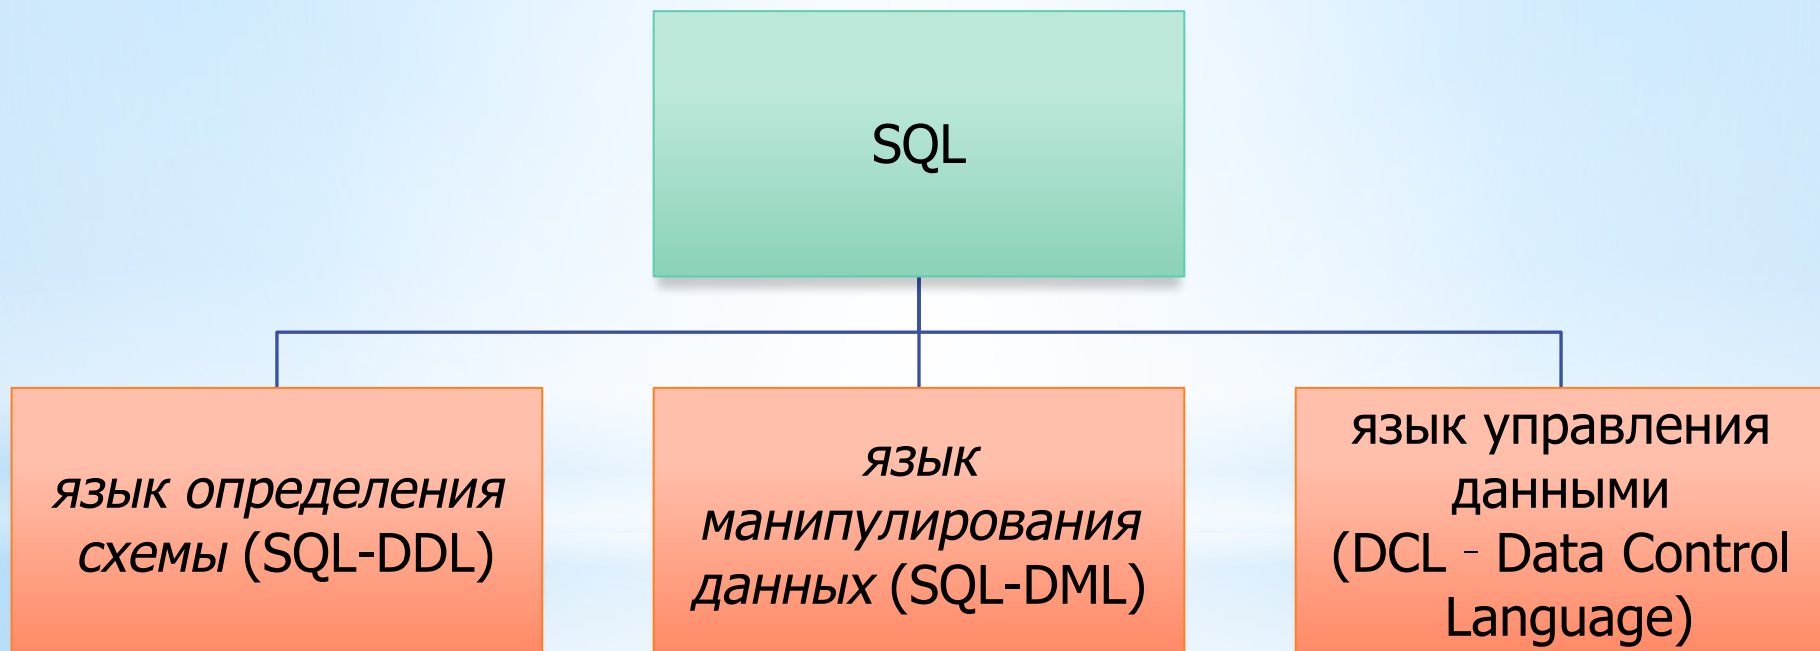 SQL
язык определения
схемы (SQL-DDL)
язык
манипулирования
данных (SQL-DML)
язык управления
данными
(DCL – Data Control
Language)